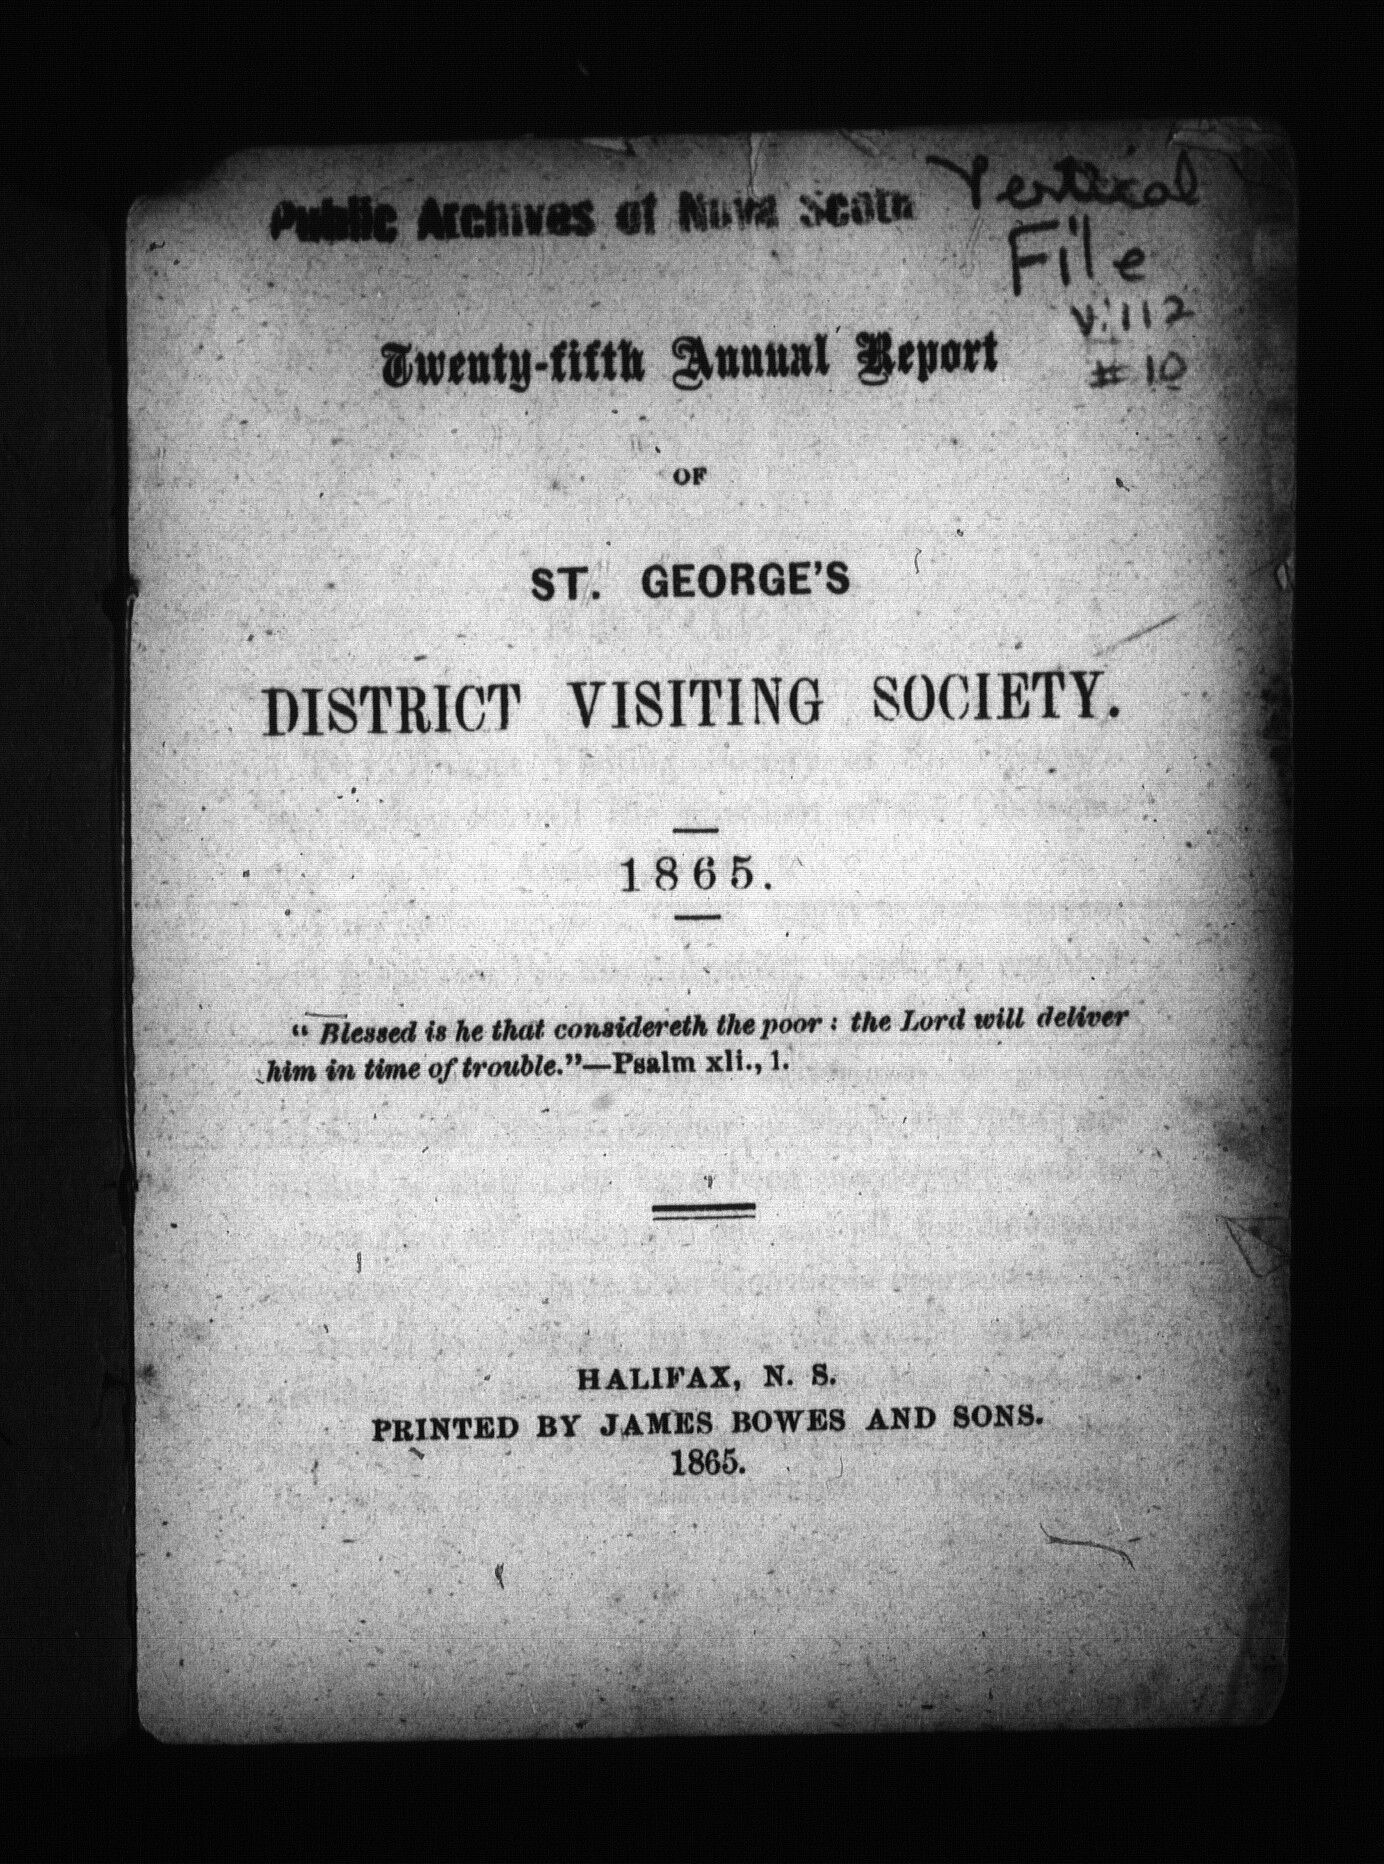 Public Archives of Nova Scotia
Vertical
File
V. 112
# 10
Twenty-fifth Annual Report
OF
ST. GEORGE'S
DISTRICT VISITING SOCIETY.
1865.
"Blessed is he that considereth the poor : the Lord will deliver
him in time of trouble."—Psalm xli., 1.
HALIFAX, N. S.
PRINTED BY JAMES BOWES AND SONS.
1865.